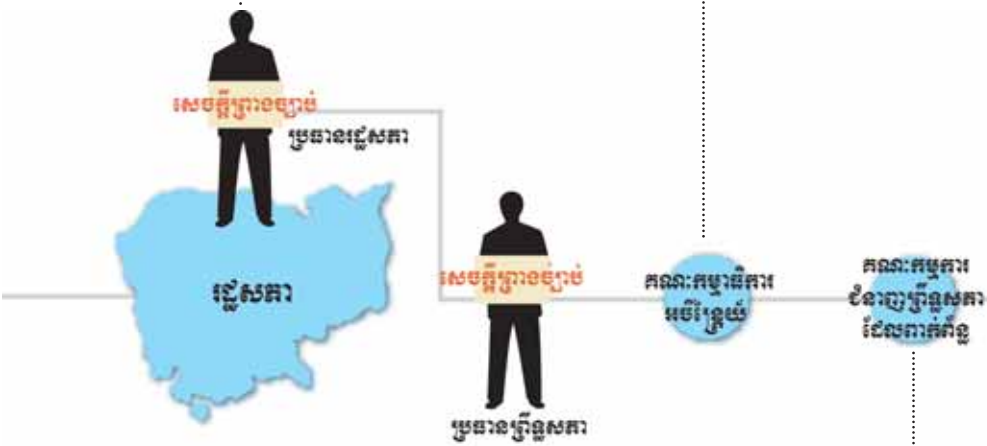 សេចក្តីព្រាងច្បាប់
ប្រធានរដ្ឋសភា
រដ្ឋសភា
សេចក្តីព្រាងច្បាប់
ប្រធានព្រឹទ្ធសភា
គណៈកម្មាធិការ
អចិន្ត្រៃយ៍
គណៈកម្មការ
ជំនាញព្រឹទ្ធសភា
ដែលពាក់ព័ន្ធ